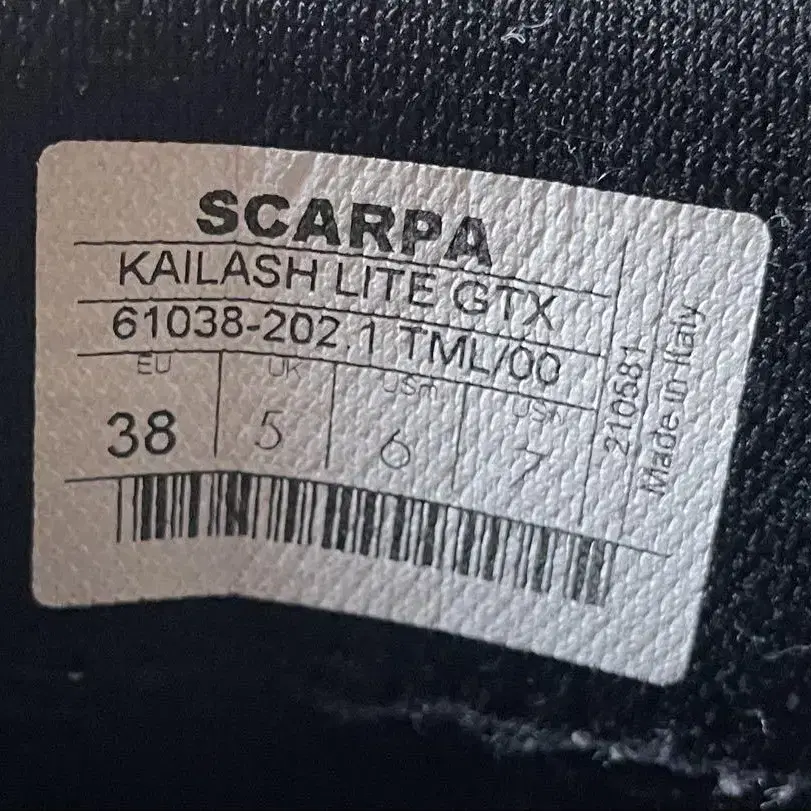 SCARPA
KAILASH LITE GTX
61038-202.1 TML/00
EU UK USm
38 5 6 7
210581
Made in Italy